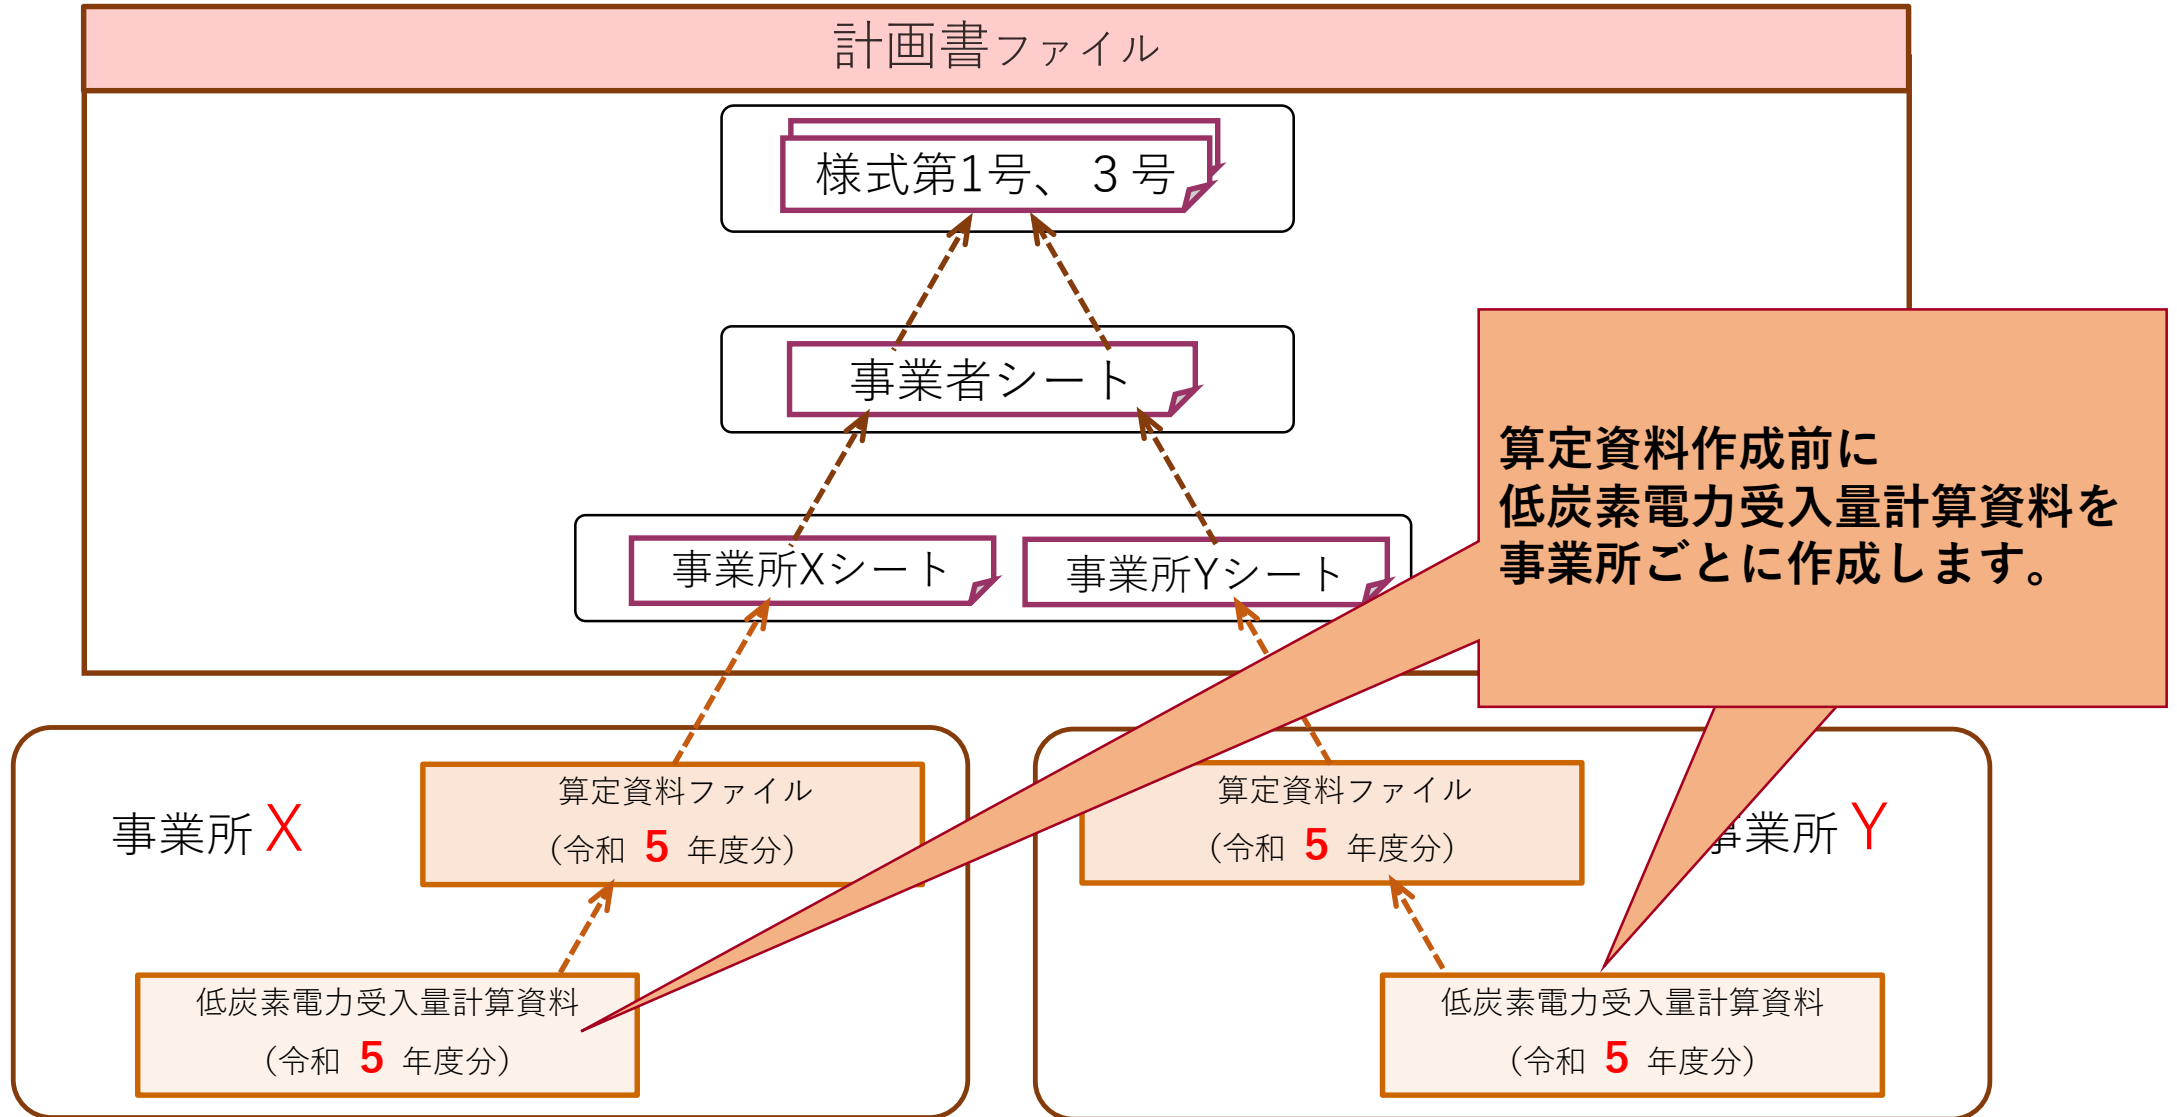 計画書ファイル
様式第1号、３号
事業者シート
事業所Xシート
事業所Yシート
算定資料作成前に
低炭素電力受入量計算資料を
事業所ごとに作成します。
事業所 X
算定資料ファイル
（令和 5 年度分）
低炭素電力受入量計算資料
（令和 5 年度分）
算定資料ファイル
（令和 5 年度分）
事業所 Y
低炭素電力受入量計算資料
（令和 5 年度分）